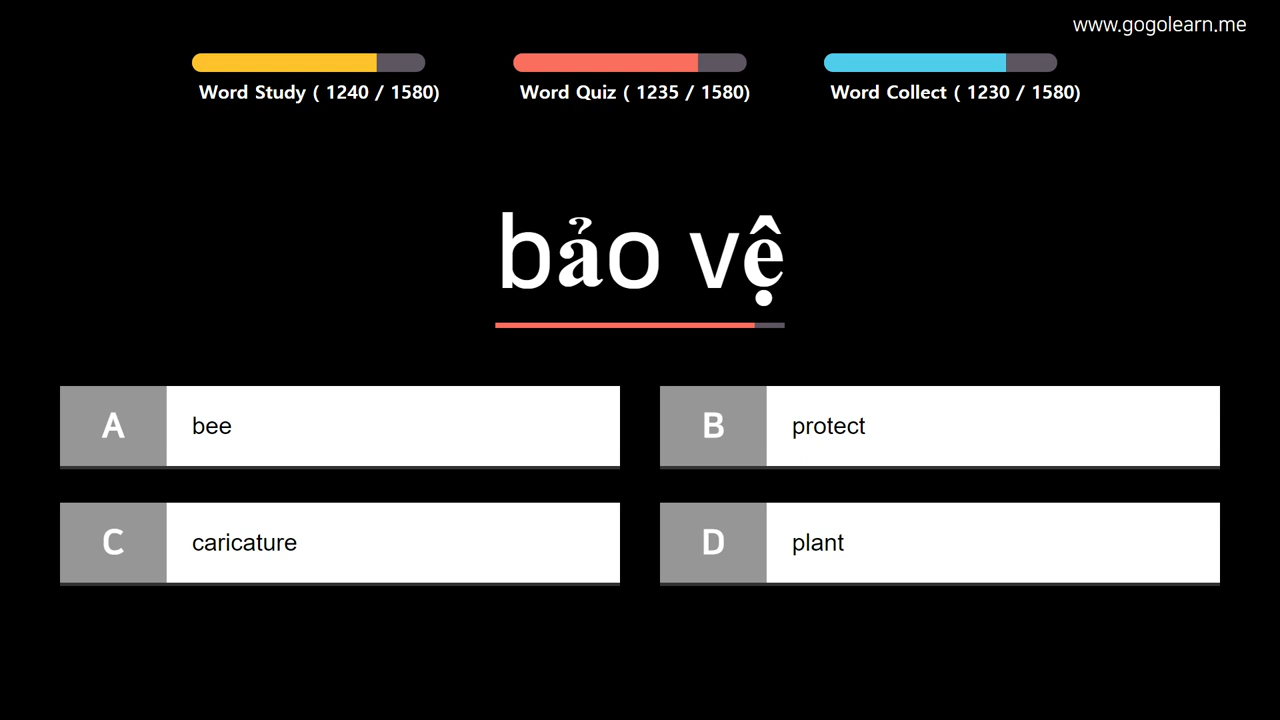 www.gogolearn.me
Word Study ( 1240 / 1580)
Word Quiz ( 1235 / 1580)
Word Collect ( 1230 / 1580)
bảo vệ
A bee
B protect
C caricature
D plant